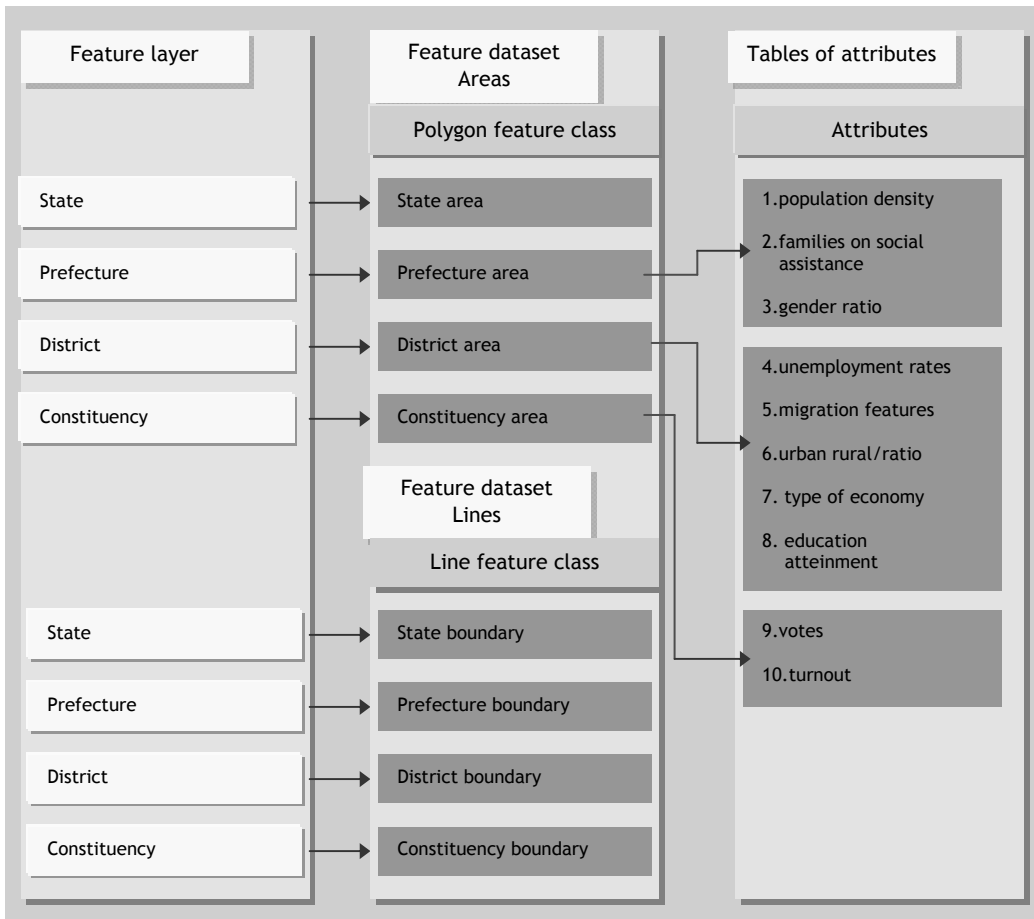 Feature layer
State
Prefecture
District
Constituency
State
Prefecture
District
Constituency
Feature dataset
Areas
Polygon feature class
State area
Prefecture area
District area
Constituency area
Feature dataset
Lines
Line feature class
State boundary
Prefecture boundary
District boundary
Constituency boundary
Tables of attributes
Attributes
1.population density
2.families on social
assistance
3.gender ratio
4.unemployment rates
5.migration features
6.urban rural/ratio
7. type of economy
8. education
atteinment
9.votes
10.turnout